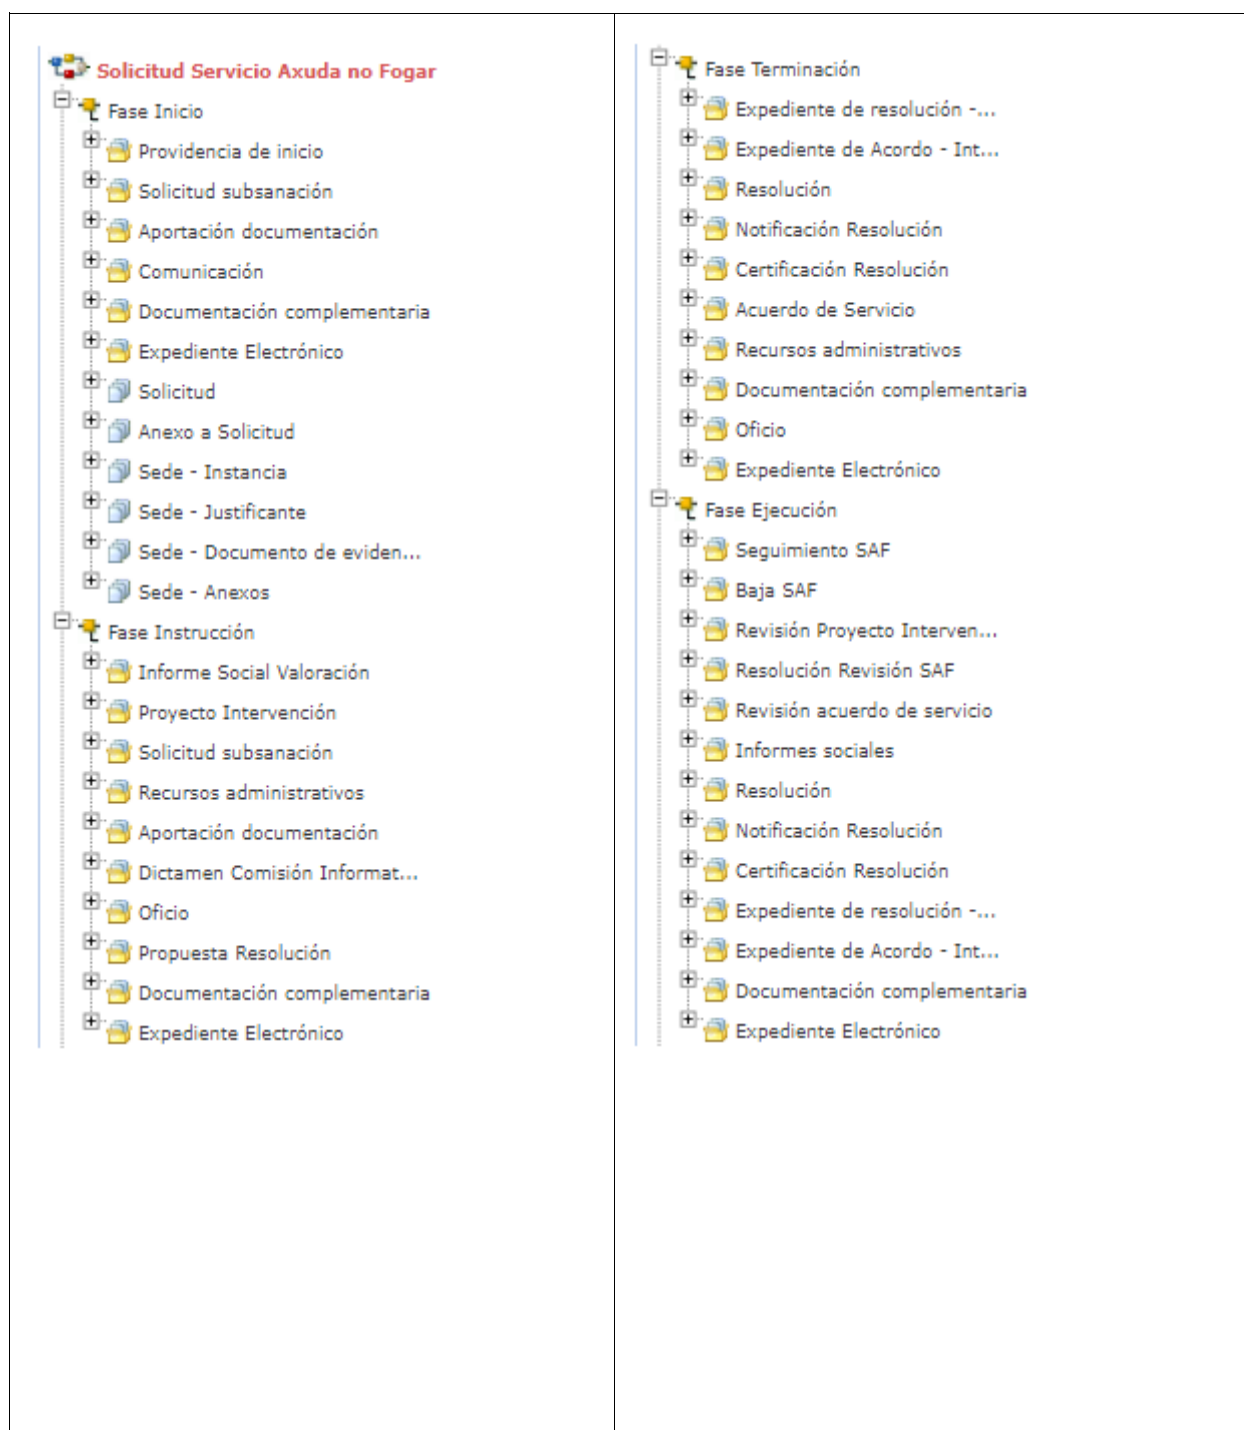 Solicitud Servicio Axuda no Fogar
Fase Inicio
Providencia de inicio
Solicitud subsanación
Aportación documentación
Comunicación
Documentación complementaria
Expediente Electrónico
Solicitud
Anexo a Solicitud
Sede - Instancia
Sede - Justificante
Sede - Documento de eviden...
Sede - Anexos
Fase Instrucción
Informe Social Valoración
Proyecto Intervención
Solicitud subsanación
Recursos administrativos
Aportación documentación
Dictamen Comisión Informat...
Oficio
Propuesta Resolución
Documentación complementaria
Expediente Electrónico
Fase Terminación
Expediente de resolución -...
Expediente de Acordo - Int...
Resolución
Notificación Resolución
Certificación Resolución
Acuerdo de Servicio
Recursos administrativos
Documentación complementaria
Oficio
Expediente Electrónico
Fase Ejecución
Seguimiento SAF
Baja SAF
Revisión Proyecto Interven...
Resolución Revisión SAF
Revisión acuerdo de servicio
Informes sociales
Resolución
Notificación Resolución
Certificación Resolución
Expediente de resolución -...
Expediente de Acordo - Int...
Documentación complementaria
Expediente Electrónico